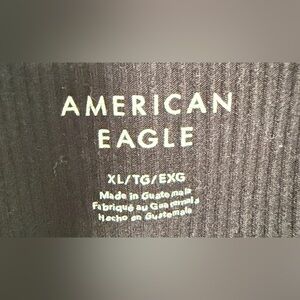 AMERICAN
EAGLE
XL/TG/EXG
Made in Guatemala
Fabriqué au Guatemala
Hecho en Guatemala